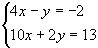 4x − y = −2
10x + 2y = 13